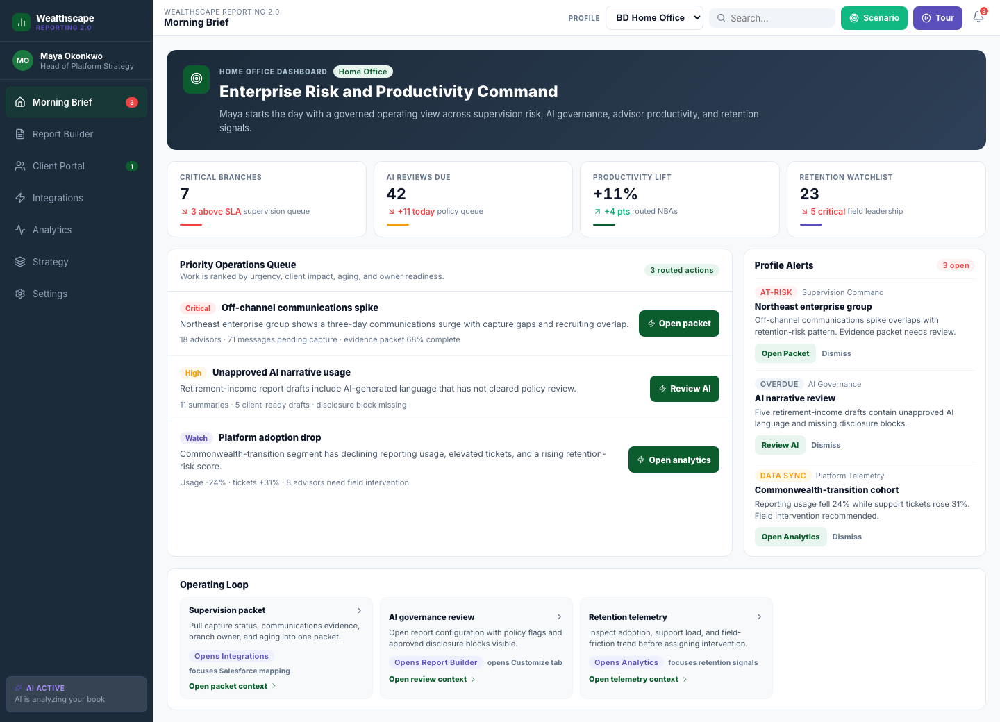 Wealthscape
REPORTING 2.0
MO
Maya Okonkwo
Head of Platform Strategy
Morning Brief
3
Report Builder
Client Portal
1
Integrations
Analytics
Strategy
Settings
AI ACTIVE
AI is analyzing your book
WEALTHSCAPE REPORTING 2.0
Morning Brief
PROFILE
BD Home Office
Search...
Scenario
Tour
3
HOME OFFICE DASHBOARD
Home Office
Enterprise Risk and Productivity Command
Maya starts the day with a governed operating view across supervision risk, AI governance, advisor productivity, and retention
signals.
CRITICAL BRANCHES
7
3 above SLA supervision queue
AI REVIEWS DUE
42
+11 today policy queue
PRODUCTIVITY LIFT
+11%
+4 pts routed NBAs
RETENTION WATCHLIST
23
5 critical field leadership
Priority Operations Queue
Work is ranked by urgency, client impact, aging, and owner readiness.
3 routed actions
Critical
Off-channel communications spike
Northeast enterprise group shows a three-day communications surge with capture gaps and recruiting overlap.
18 advisors · 71 messages pending capture · evidence packet 68% complete
Open packet
High
Unapproved AI narrative usage
Retirement-income report drafts include AI-generated language that has not cleared policy review.
11 summaries · 5 client-ready drafts · disclosure block missing
Review AI
Watch
Platform adoption drop
Commonwealth-transition segment has declining reporting usage, elevated tickets, and a rising retention-
risk score.
Usage -24% · tickets +31% · 8 advisors need field intervention
Open analytics
Profile Alerts
3 open
AT-RISK
Supervision Command
Northeast enterprise group
Off-channel communications spike overlaps with
retention-risk pattern. Evidence packet needs review.
Open Packet
Dismiss
OVERDUE
AI Governance
AI narrative review
Five retirement-income drafts contain unapproved AI
language and missing disclosure blocks.
Review AI
Dismiss
DATA SYNC
Platform Telemetry
Commonwealth-transition cohort
Reporting usage fell 24% while support tickets rose 31%.
Field intervention recommended.
Open Analytics
Dismiss
Operating Loop
Supervision packet
Pull capture status, communications evidence,
branch owner, and aging into one packet.
Opens Integrations
focuses Salesforce mapping
Open packet context
AI governance review
Open report configuration with policy flags and
approved disclosure blocks visible.
Opens Report Builder
opens Customize tab
Open review context
Retention telemetry
Inspect adoption, support load, and field-
friction trend before assigning intervention.
Opens Analytics
focuses retention signals
Open telemetry context